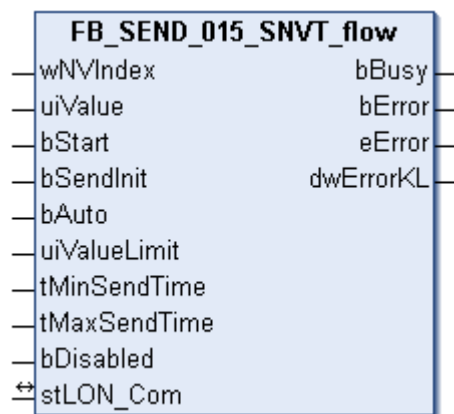 FB_SEND_015_SNVT_flow
wNVIndex bBusy
uiValue bError
bStart eError
bSendInit dwErrorKL
bAuto
uiValueLimit
tMinSendTime
tMaxSendTime
bDisabled
stLON_Com